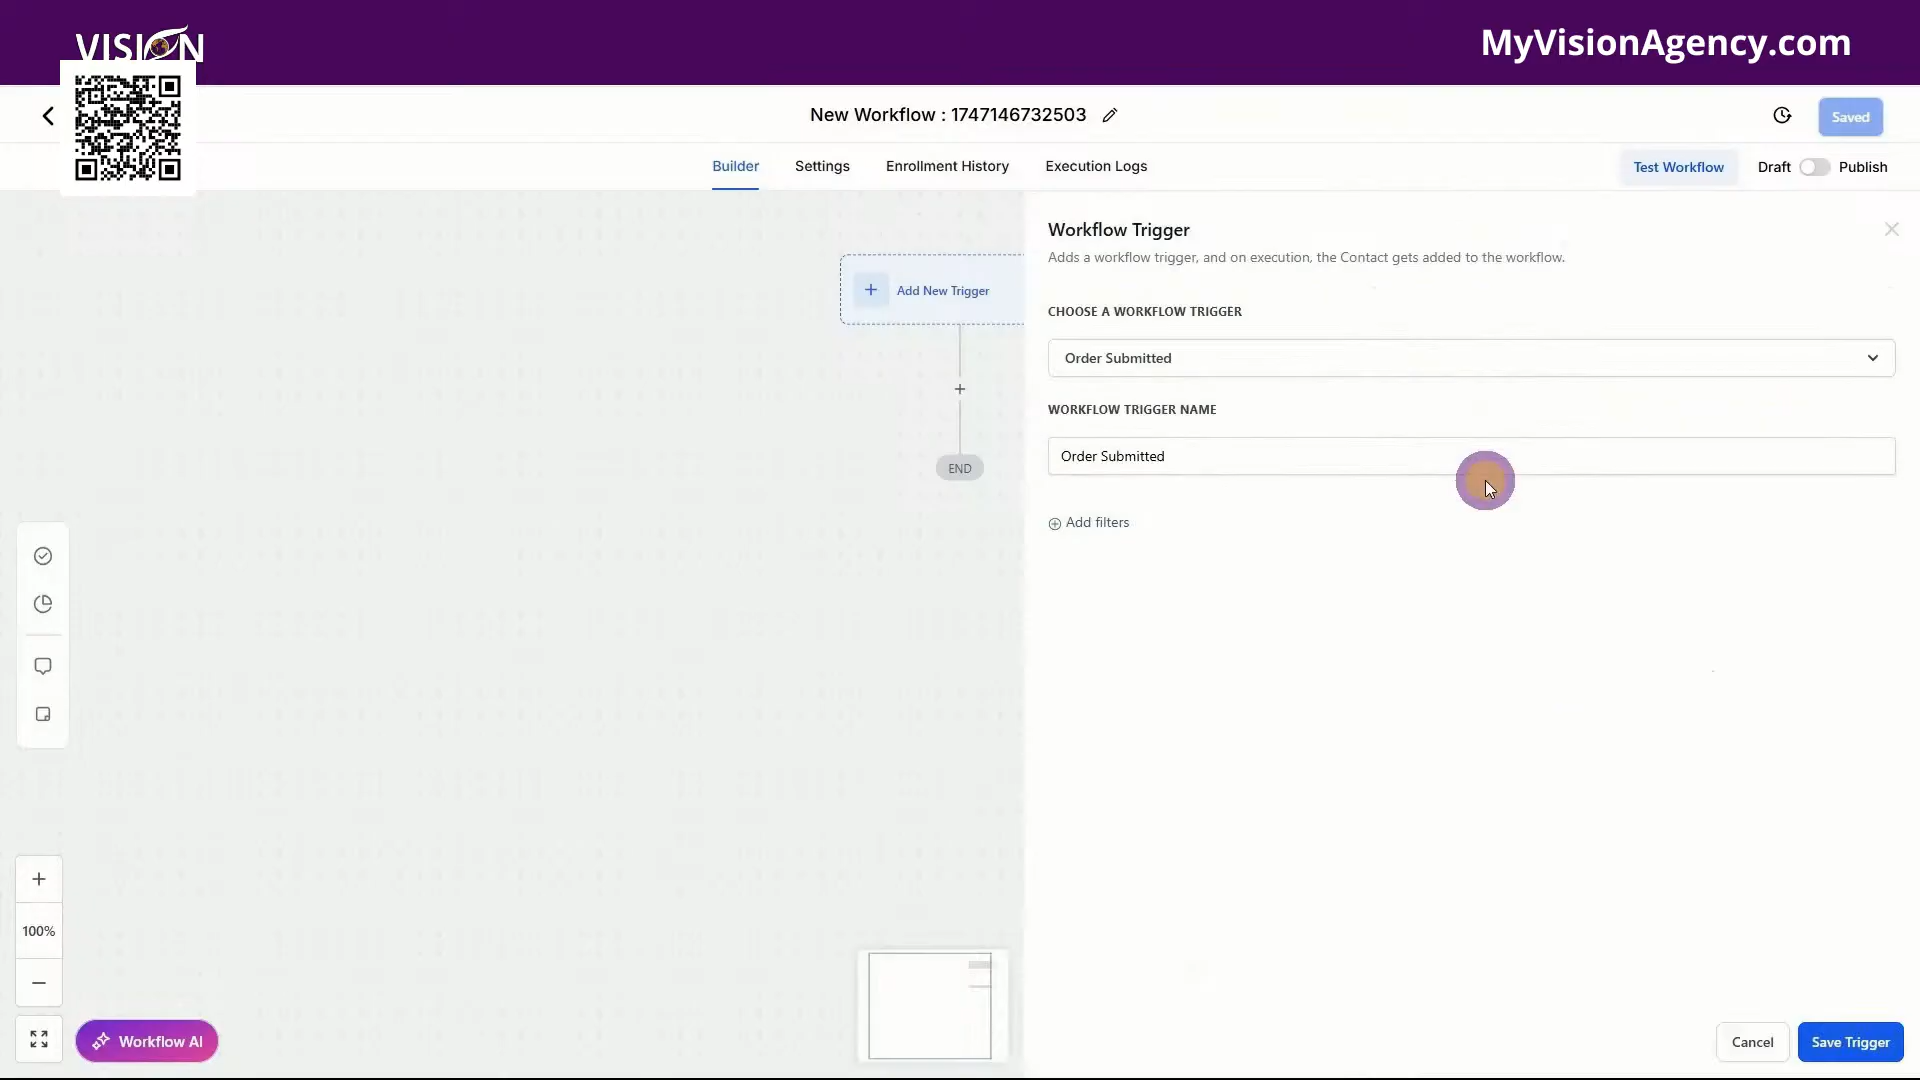 VISION
MyVisionAgency.com
New Workflow : 1747146732503
Saved
Builder
Settings
Enrollment History
Execution Logs
Test Workflow
Draft
Publish
Workflow Trigger
Adds a workflow trigger, and on execution, the Contact gets added to the workflow.
Add New Trigger
CHOOSE A WORKFLOW TRIGGER
Order Submitted
WORKFLOW TRIGGER NAME
Order Submitted
END
Add filters
100%
Workflow AI
Cancel
Save Trigger